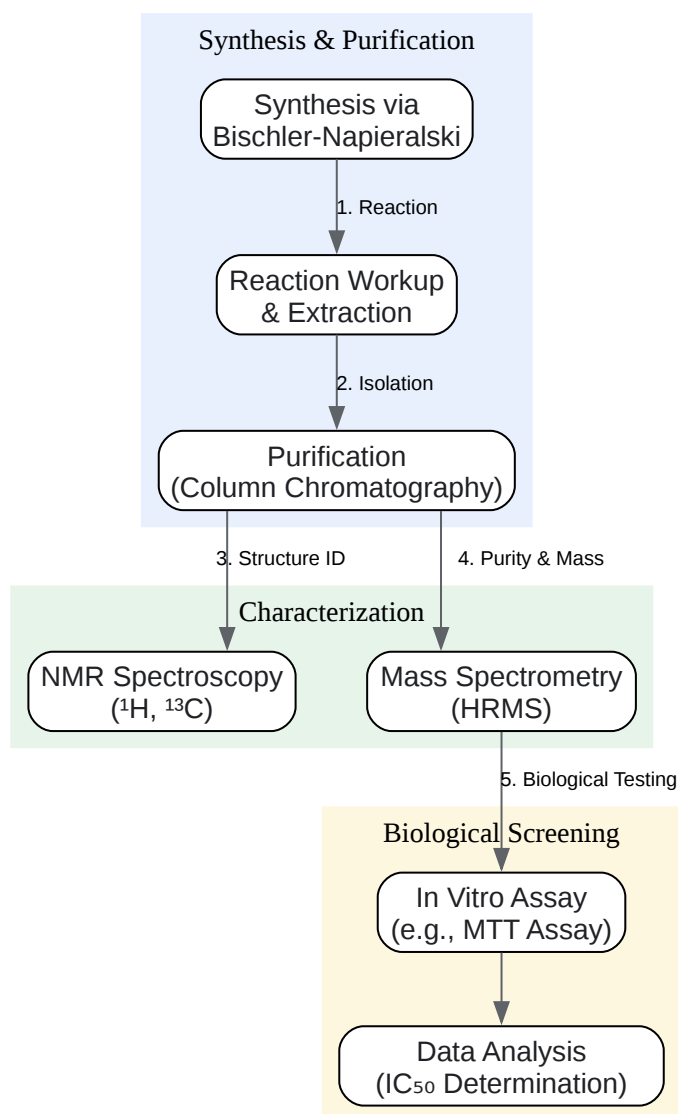 Synthesis & Purification
Synthesis via
Bischler-Napieralski
1. Reaction
Reaction Workup
& Extraction
2. Isolation
Purification
(Column Chromatography)
3. Structure ID
4. Purity & Mass
Characterization
NMR Spectroscopy
(¹H, ¹³C)
Mass Spectrometry
(HRMS)
5. Biological Testing
Biological Screening
In Vitro Assay
(e.g., MTT Assay)
Data Analysis
(IC₅₀ Determination)